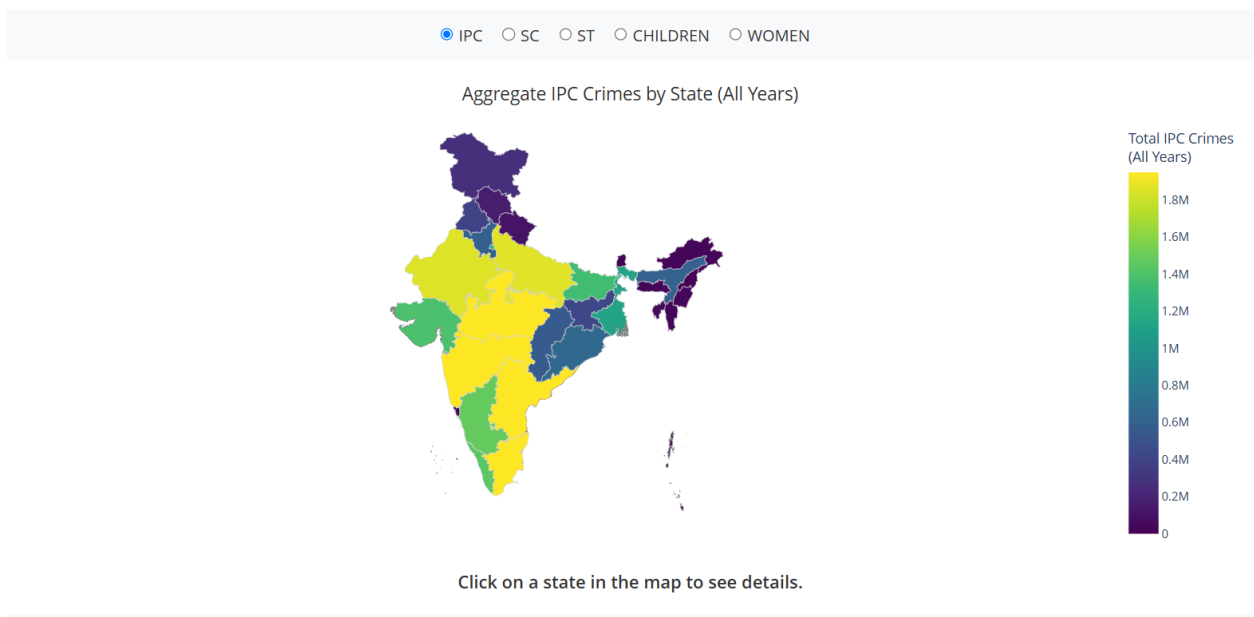 IPC SC ST CHILDREN WOMEN
Aggregate IPC Crimes by State (All Years)
Total IPC Crimes
(All Years)
1.8M
1.6M
1.4M
1.2M
1M
0.8M
0.6M
0.4M
0.2M
0
Click on a state in the map to see details.